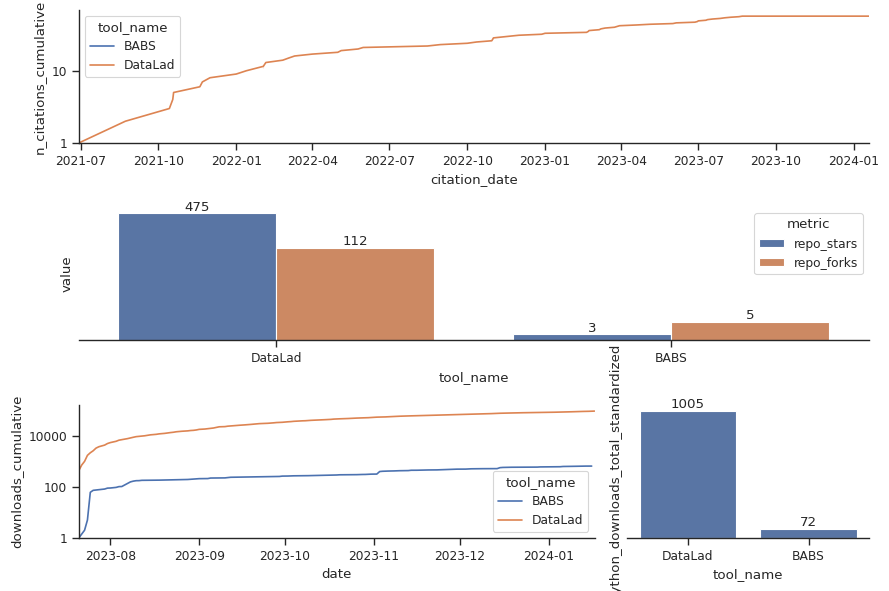 n_citations_cumulative
tool_name
BABS
DataLad
10
1
2021-07 2021-10 2022-01 2022-04 2022-07 2022-10 2023-01 2023-04 2023-07 2023-10 2024-01
citation_date
value
475
112
3
5
metric
repo_stars
repo_forks
DataLad BABS
tool_name
downloads_cumulative
10000
100
1
tool_name
BABS
DataLad
2023-08 2023-09 2023-10 2023-11 2023-12 2024-01
date
ython_downloads_total_standardized
1005
72
DataLad BABS
tool_name